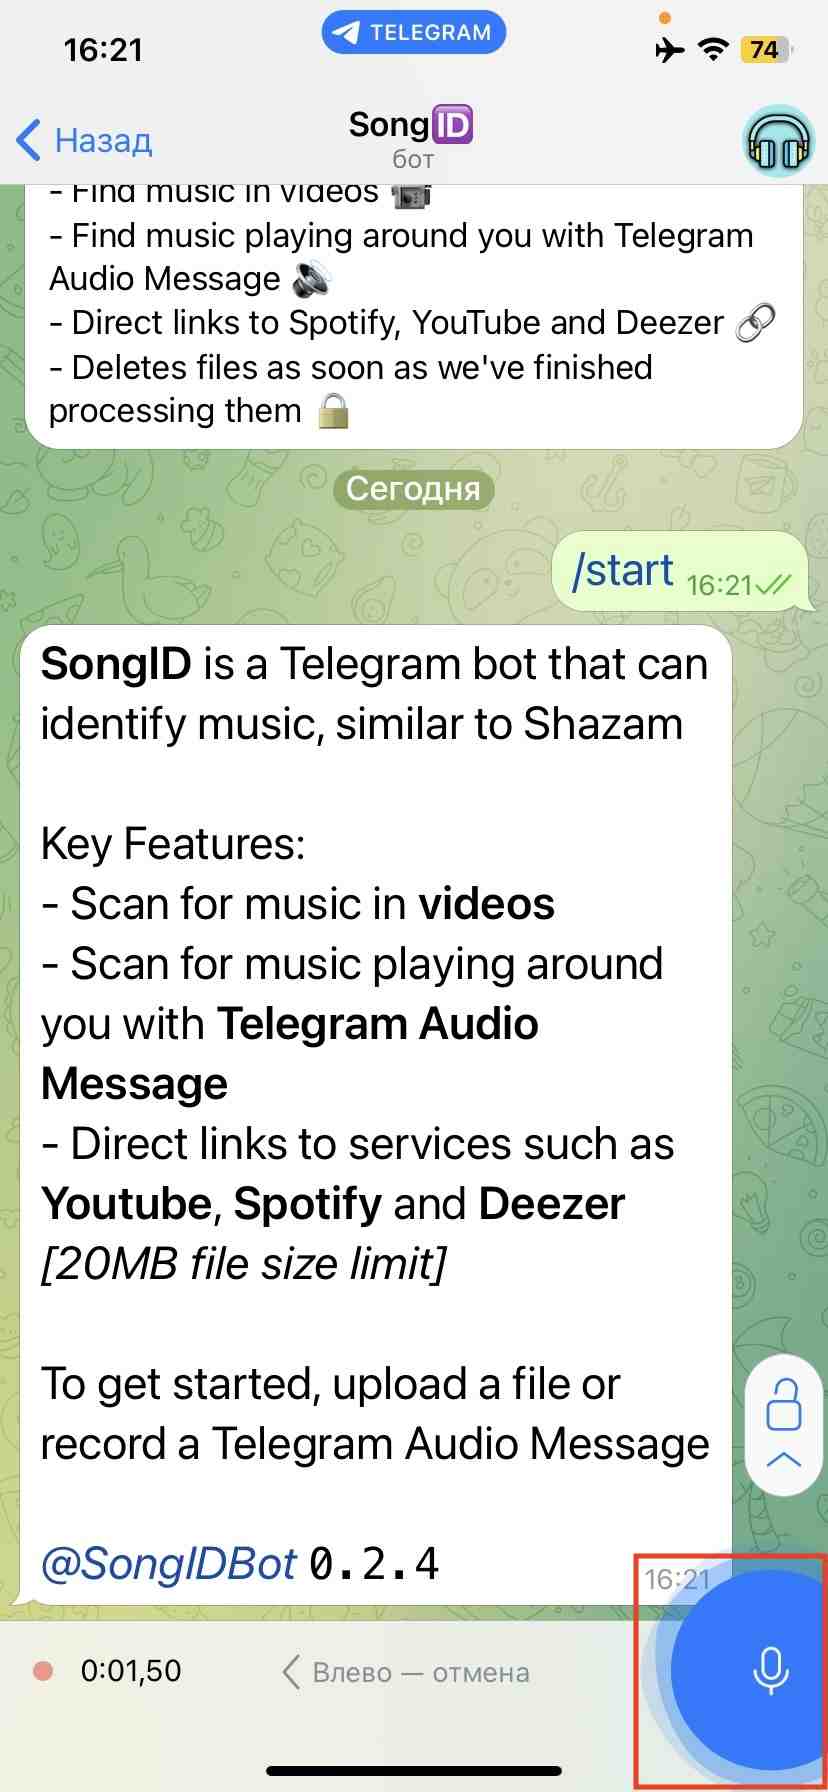 16:21
TELEGRAM
74
Назад
SongID
бот
- Find music in videos
- Find music playing around you with Telegram
Audio Message
- Direct links to Spotify, YouTube and Deezer
- Deletes files as soon as we've finished
processing them
Сегодня
/start 16:21
SongID is a Telegram bot that can
identify music, similar to Shazam
Key Features:
- Scan for music in videos
- Scan for music playing around
you with Telegram Audio
Message
- Direct links to services such as
Youtube, Spotify and Deezer
[20MB file size limit]
To get started, upload a file or
record a Telegram Audio Message
@SongIDBot 0.2.4
16:21
0:01,50
Влево — отмена